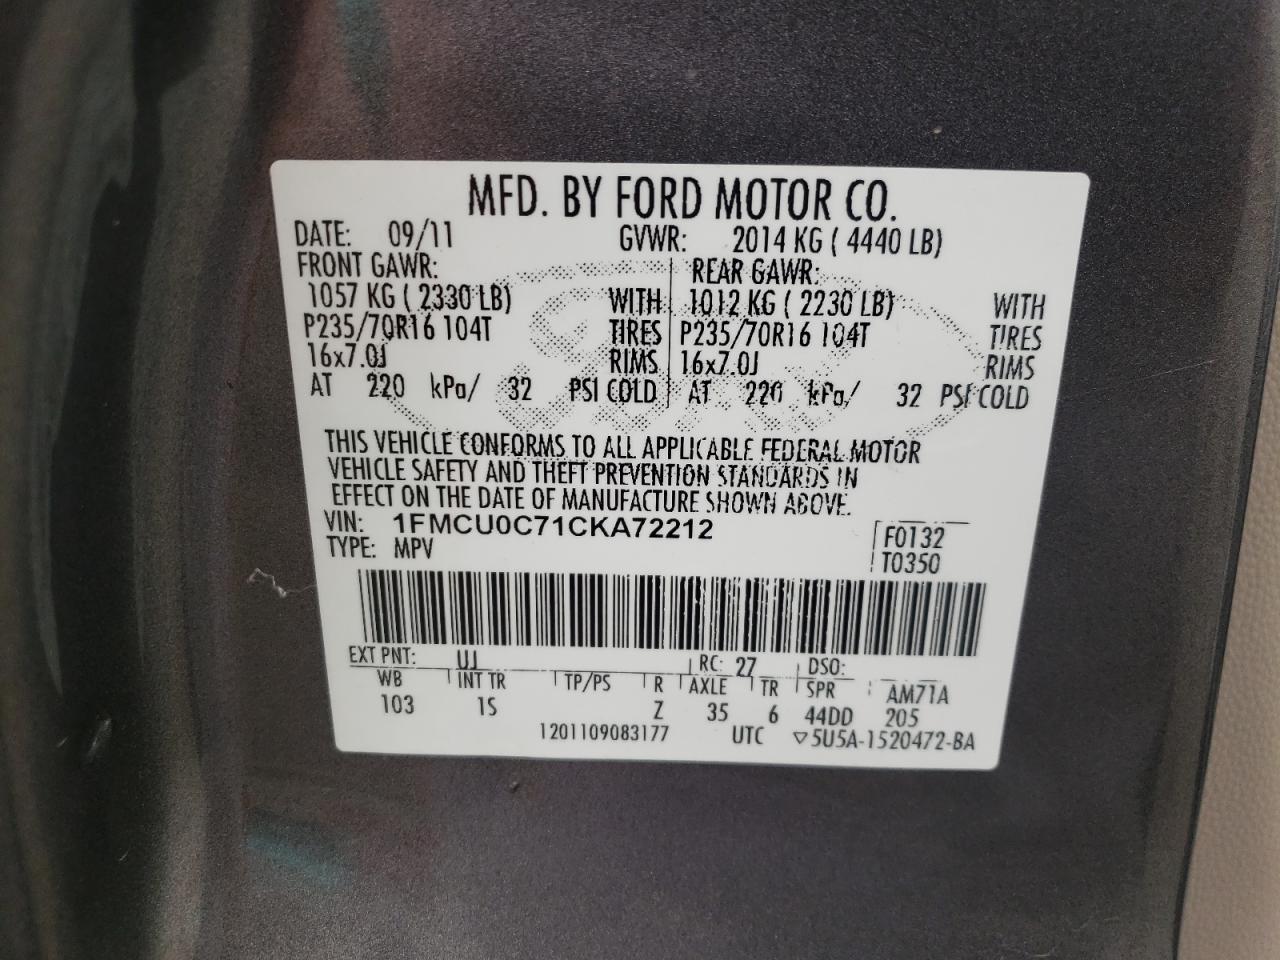 MFD. BY FORD MOTOR CO.
DATE: 09/11 GVWR: 2014 KG ( 4440 LB)
FRONT GAWR: REAR GAWR:
1057 KG ( 2330 LB) WITH 1012 KG ( 2230 LB) WITH
P235/70R16 104T TIRES P235/70R16 104T TIRES
16x7.0J RIMS 16x7.0J RIMS
AT 220 kPa/ 32 PSI COLD AT 220 kPa/ 32 PSI COLD
THIS VEHICLE CONFORMS TO ALL APPLICABLE FEDERAL MOTOR
VEHICLE SAFETY AND THEFT PREVENTION STANDARDS IN
EFFECT ON THE DATE OF MANUFACTURE SHOWN ABOVE.
VIN: 1FMCU0C71CKA72212 F0132
TYPE: MPV T0350
EXT PNT: UJ RC: 27 DSO:
WB INT TR TP/PS R AXLE TR SPR AM71A
103 1S Z 35 6 44DD 205
1201109083177 UTC ▽5U5A-1520472-BA